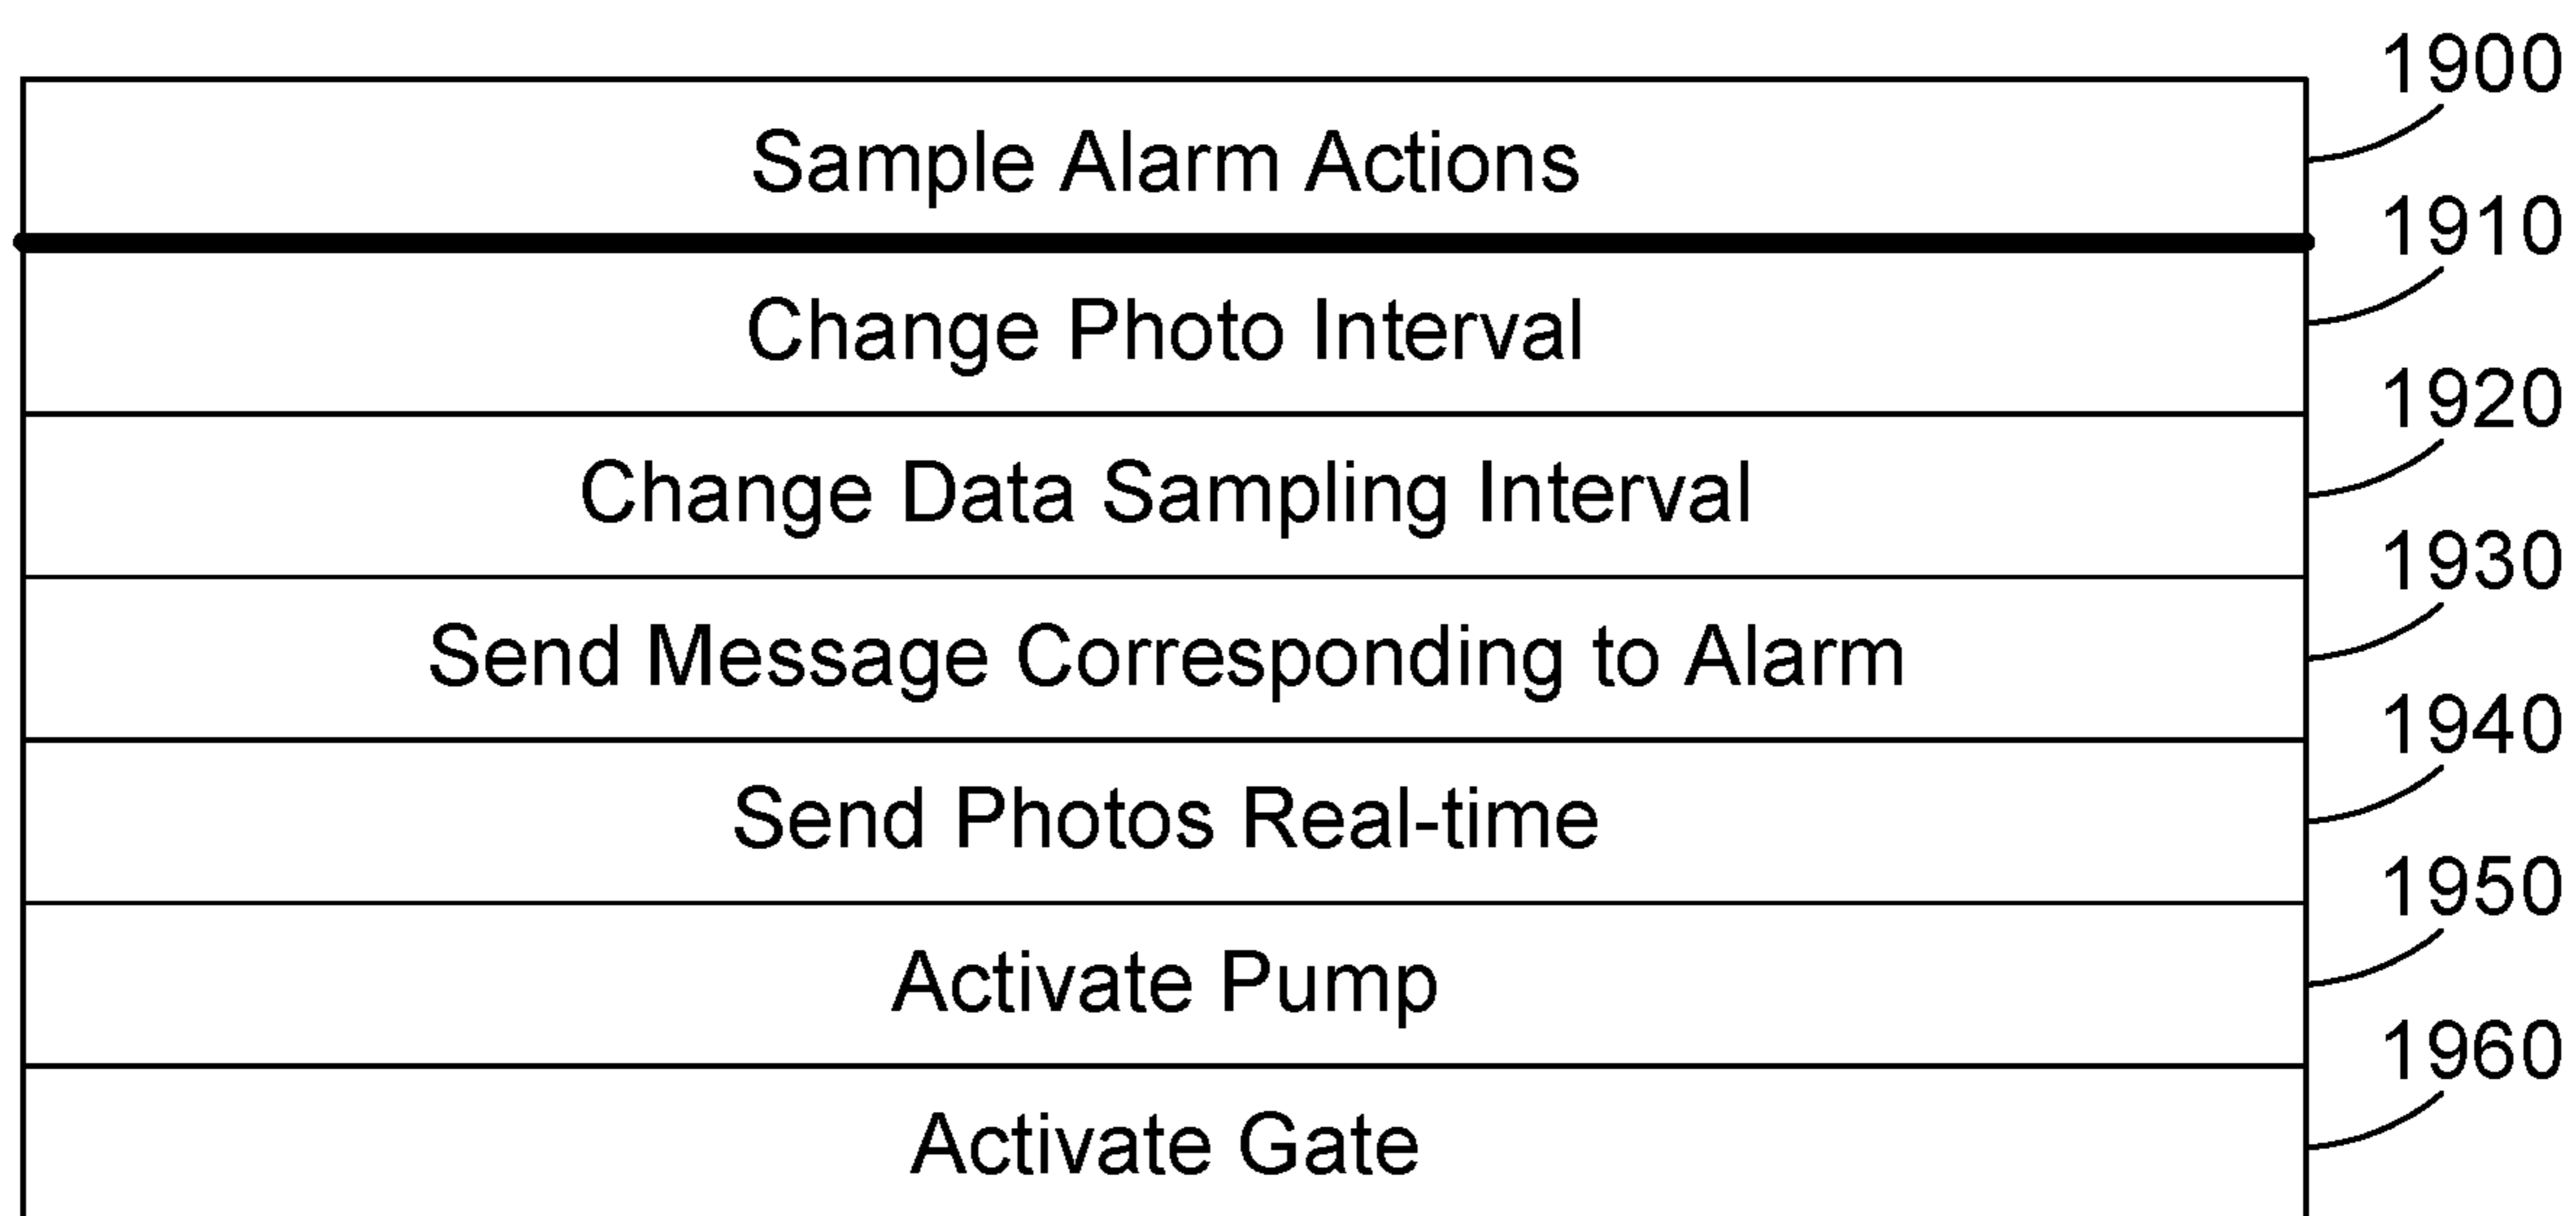 1900
Sample Alarm Actions
1910
Change Photo Interval
1920
Change Data Sampling Interval
1930
Send Message Corresponding to Alarm
1940
Send Photos Real-time
1950
Activate Pump
1960
Activate Gate